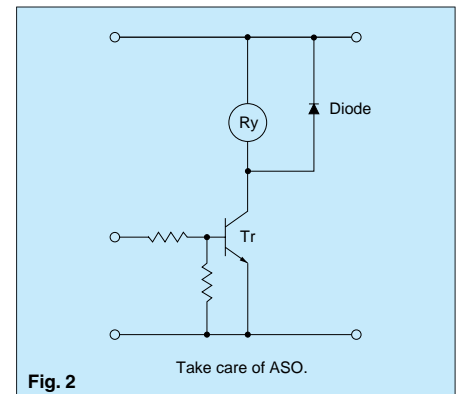 Diode
Ry
Tr
Take care of ASO.
Fig. 2